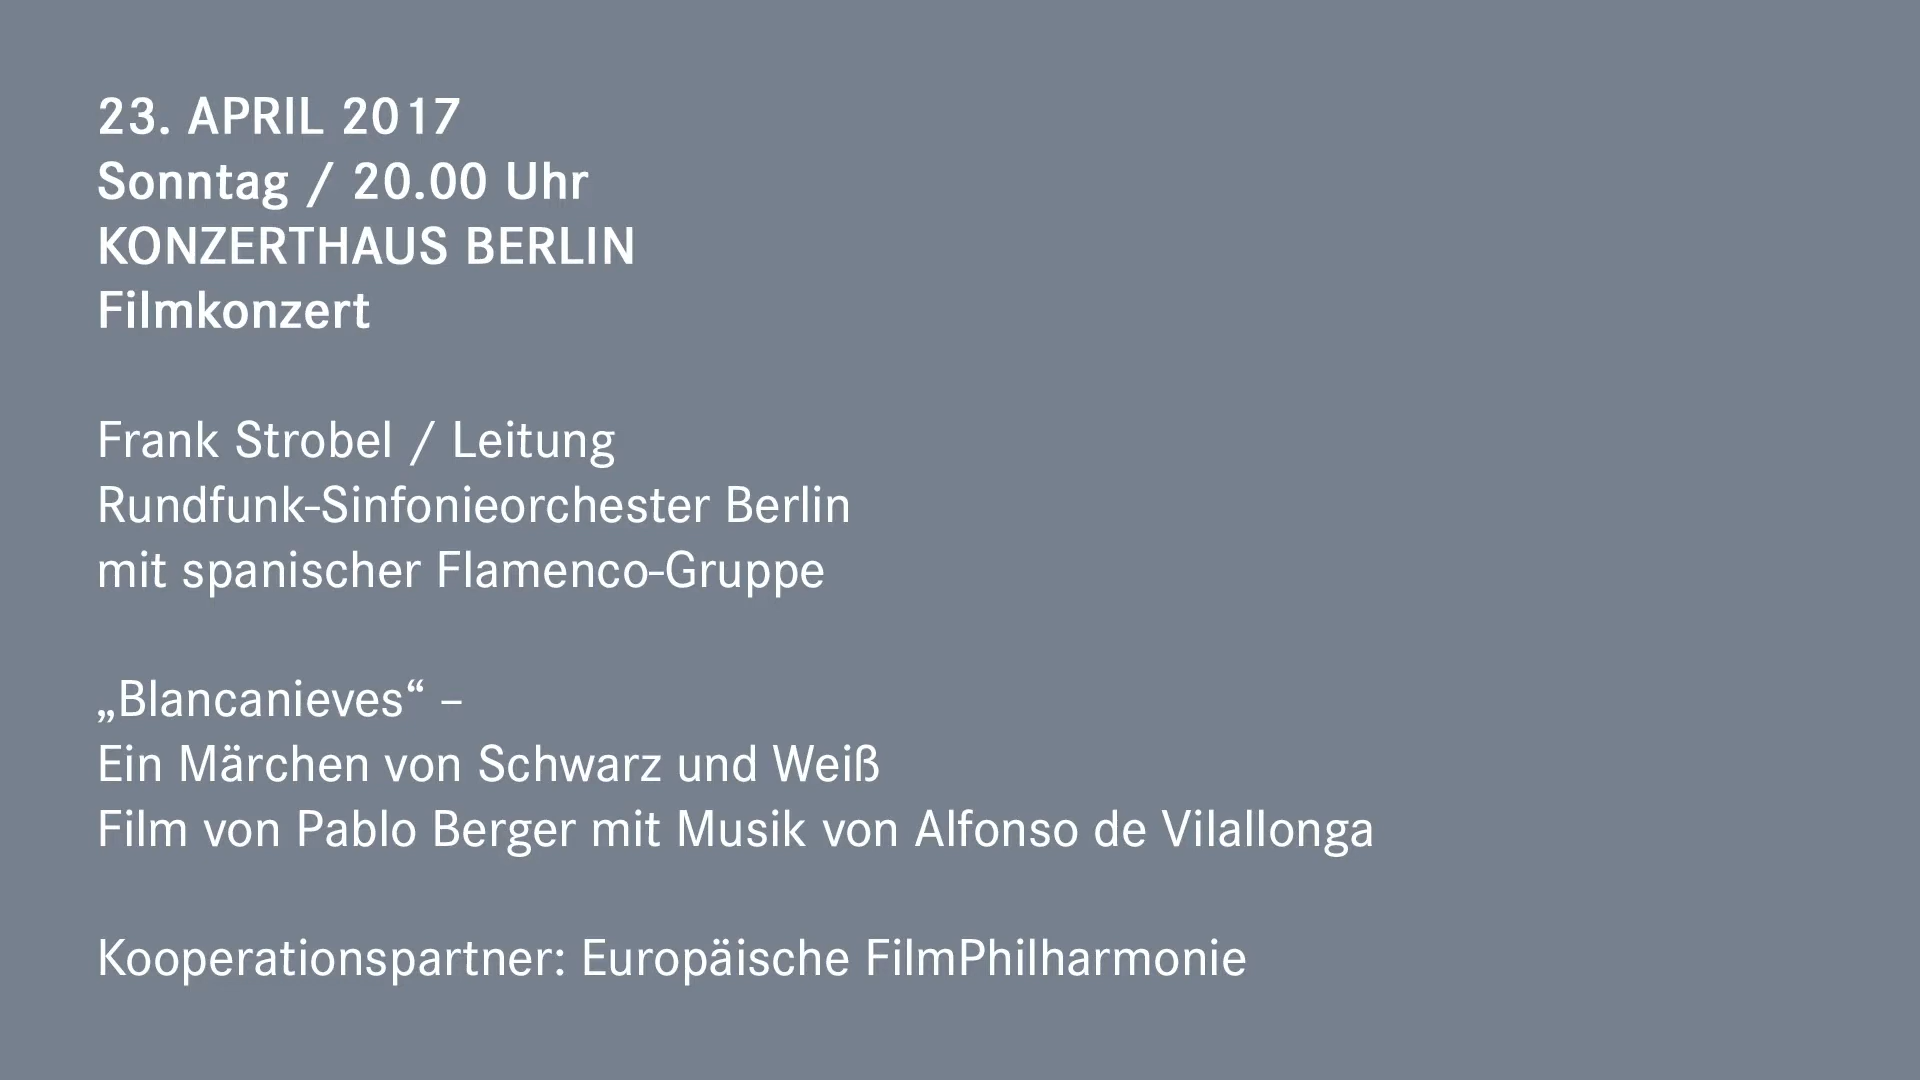 23. APRIL 2017
Sonntag / 20.00 Uhr
KONZERTHAUS BERLIN
Filmkonzert
Frank Strobel / Leitung
Rundfunk-Sinfonieorchester Berlin
mit spanischer Flamenco-Gruppe
„Blancanieves“ –
Ein Märchen von Schwarz und Weiß
Film von Pablo Berger mit Musik von Alfonso de Vilallonga
Kooperationspartner: Europäische FilmPhilharmonie